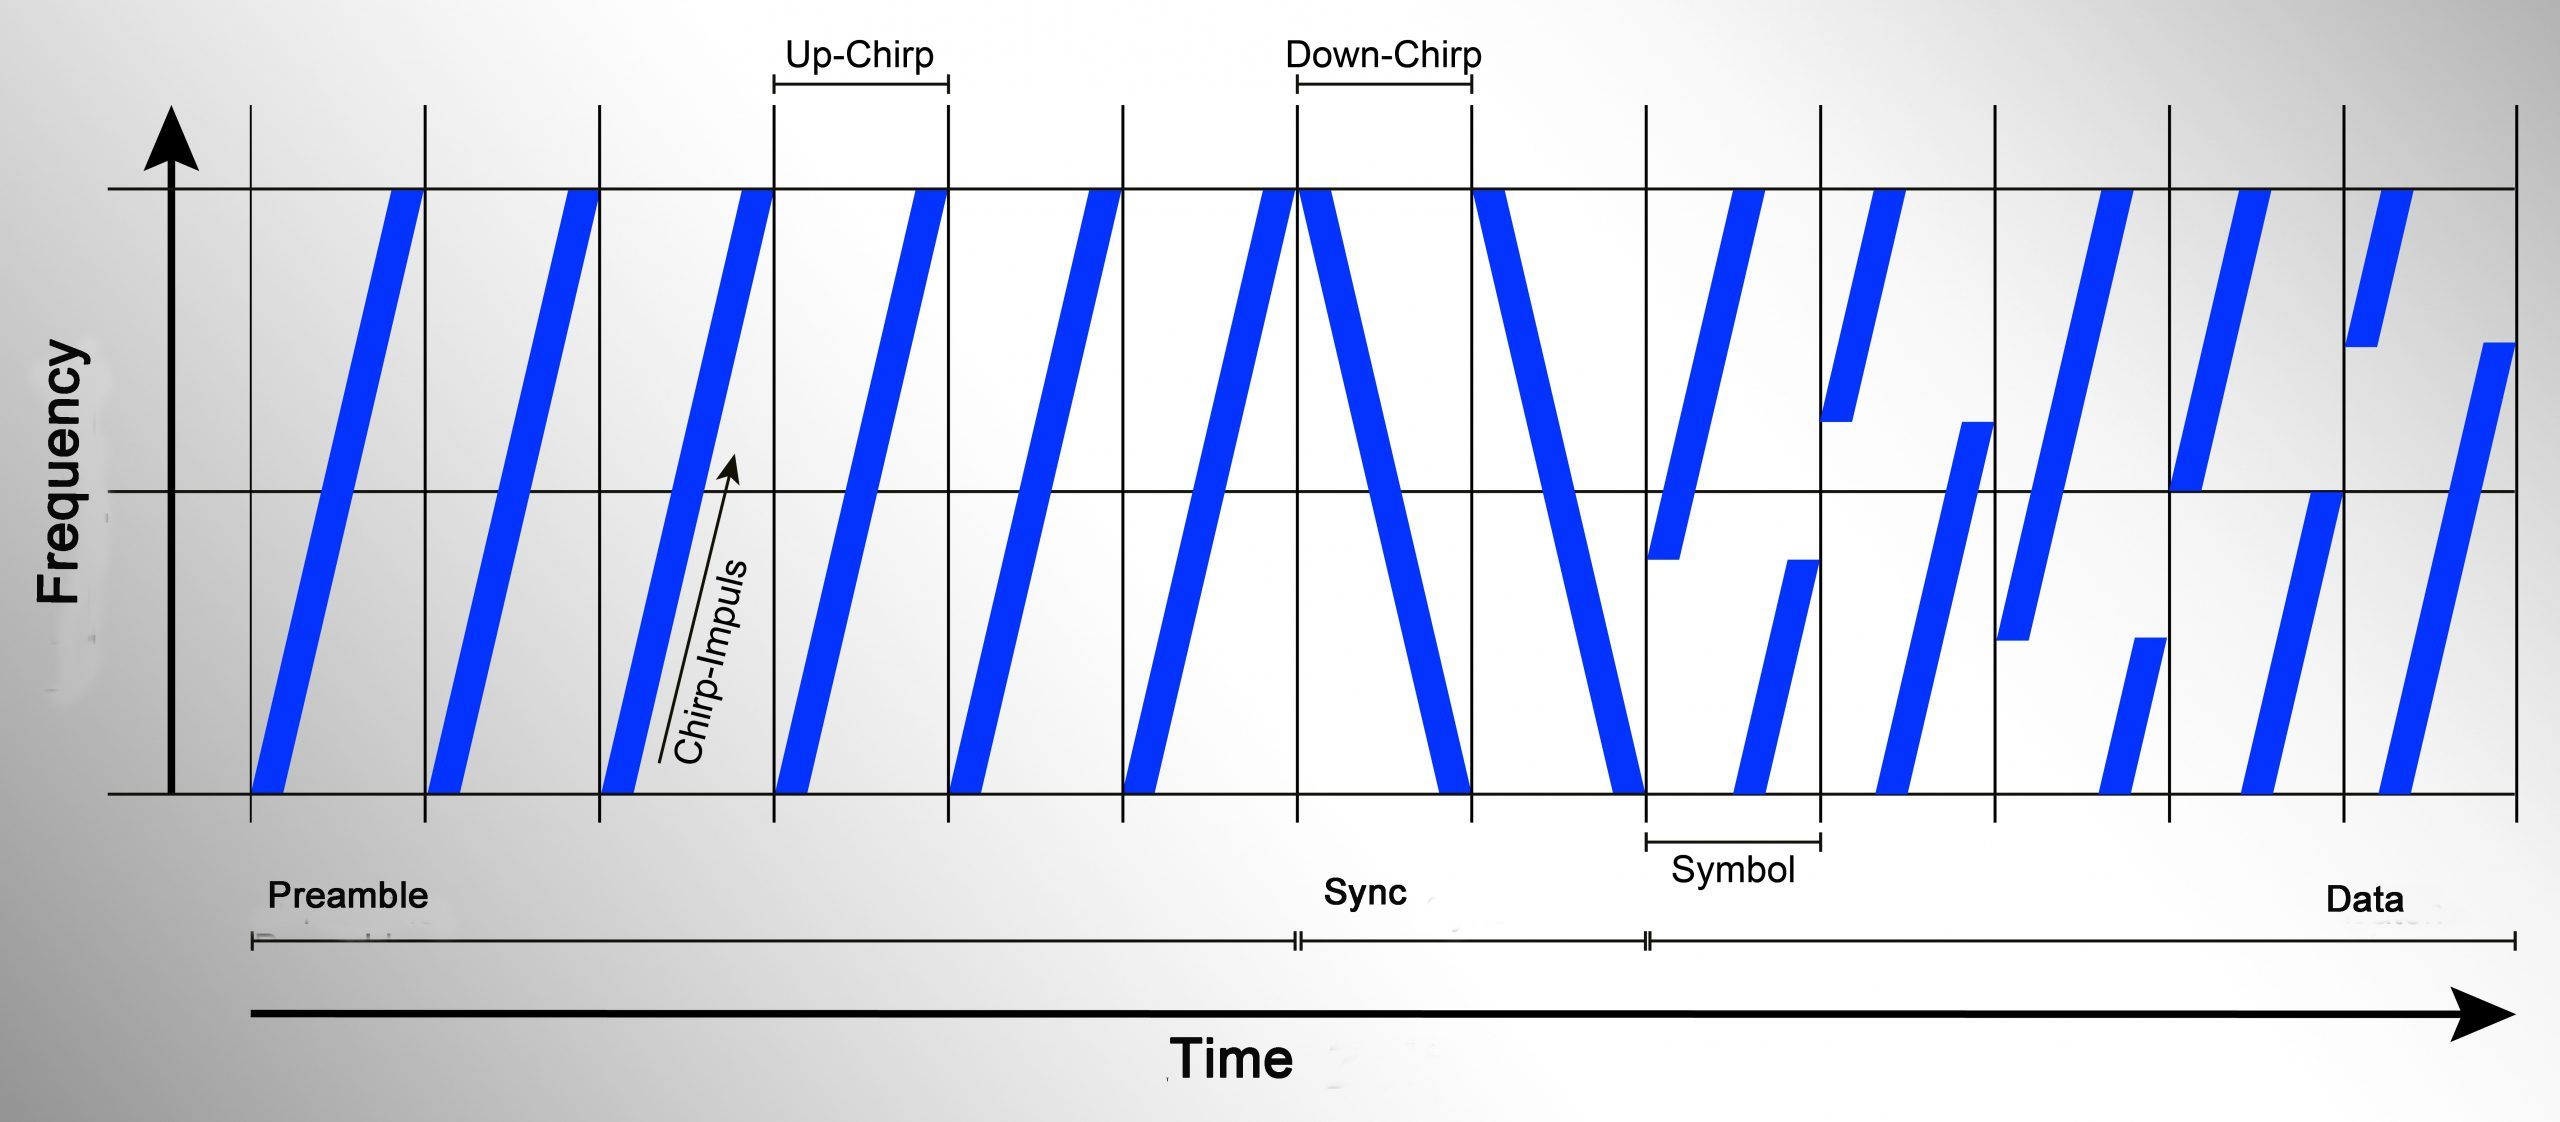 Up-Chirp
Down-Chirp
Frequency
Chirp-Impuls
Symbol
Preamble
Sync
Data
Time